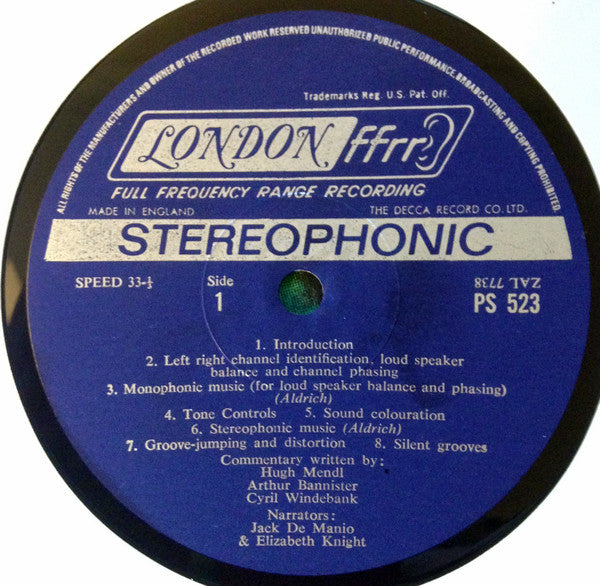 ALL RIGHTS OF THE MANUFACTURERS AND OWNER OF THE RECORDED WORK RESERVED UNAUTHORIZED PUBLIC PERFORMANCE, BROADCASTING AND COPYING PROHIBITED
Trademarks Reg. U.S. Pat. Off.
LONDON ffrr
FULL FREQUENCY RANGE RECORDING
MADE IN ENGLAND THE DECCA RECORD CO. LTD.
STEREOPHONIC
SPEED 33-⅓ Side ZAL 7738
1 PS 523
1. Introduction
2. Left right channel identification, loud speaker
balance and channel phasing
3. Monophonic music (for loud speaker balance and phasing)
(Aldrich)
4. Tone Controls 5. Sound colouration
6. Stereophonic music (Aldrich)
7. Groove-jumping and distortion 8. Silent grooves
Commentary written by:
Hugh Mendl
Arthur Bannister
Cyril Windebank
Narrators:
Jack De Manio
& Elizabeth Knight